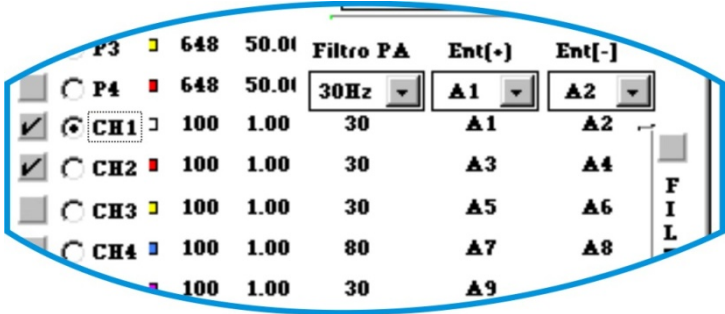 P3 648 50.0 Filtro PA Ent(+) Ent[-]
P4 648 50.0 30Hz A1 A2
CH1 100 1.00 30 A1 A2
CH2 100 1.00 30 A3 A4
CH3 100 1.00 30 A5 A6
CH4 100 1.00 80 A7 A8
100 1.00 30 A9
F
I
L